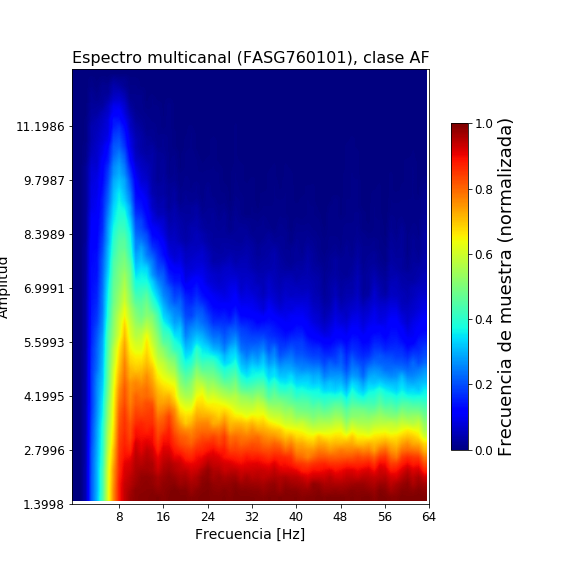 Espectro multicanal (FASG760101), clase AF
11.1986
9.7987
8.3989
6.9991
5.5993
4.1995
2.7996
1.3998
Amplitud
8 16 24 32 40 48 56 64
Frecuencia [Hz]
1.0
0.8
0.6
0.4
0.2
0.0
Frecuencia de muestra (normalizada)